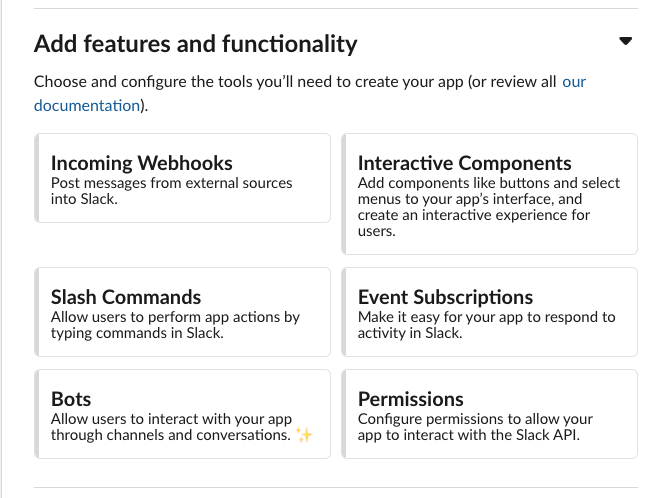 Add features and functionality
Choose and configure the tools you’ll need to create your app (or review all our
documentation).
Incoming Webhooks
Post messages from external sources
into Slack.
Interactive Components
Add components like buttons and select
menus to your app’s interface, and
create an interactive experience for
users.
Slash Commands
Allow users to perform app actions by
typing commands in Slack.
Event Subscriptions
Make it easy for your app to respond to
activity in Slack.
Bots
Allow users to interact with your app
through channels and conversations. ✨
Permissions
Configure permissions to allow your
app to interact with the Slack API.